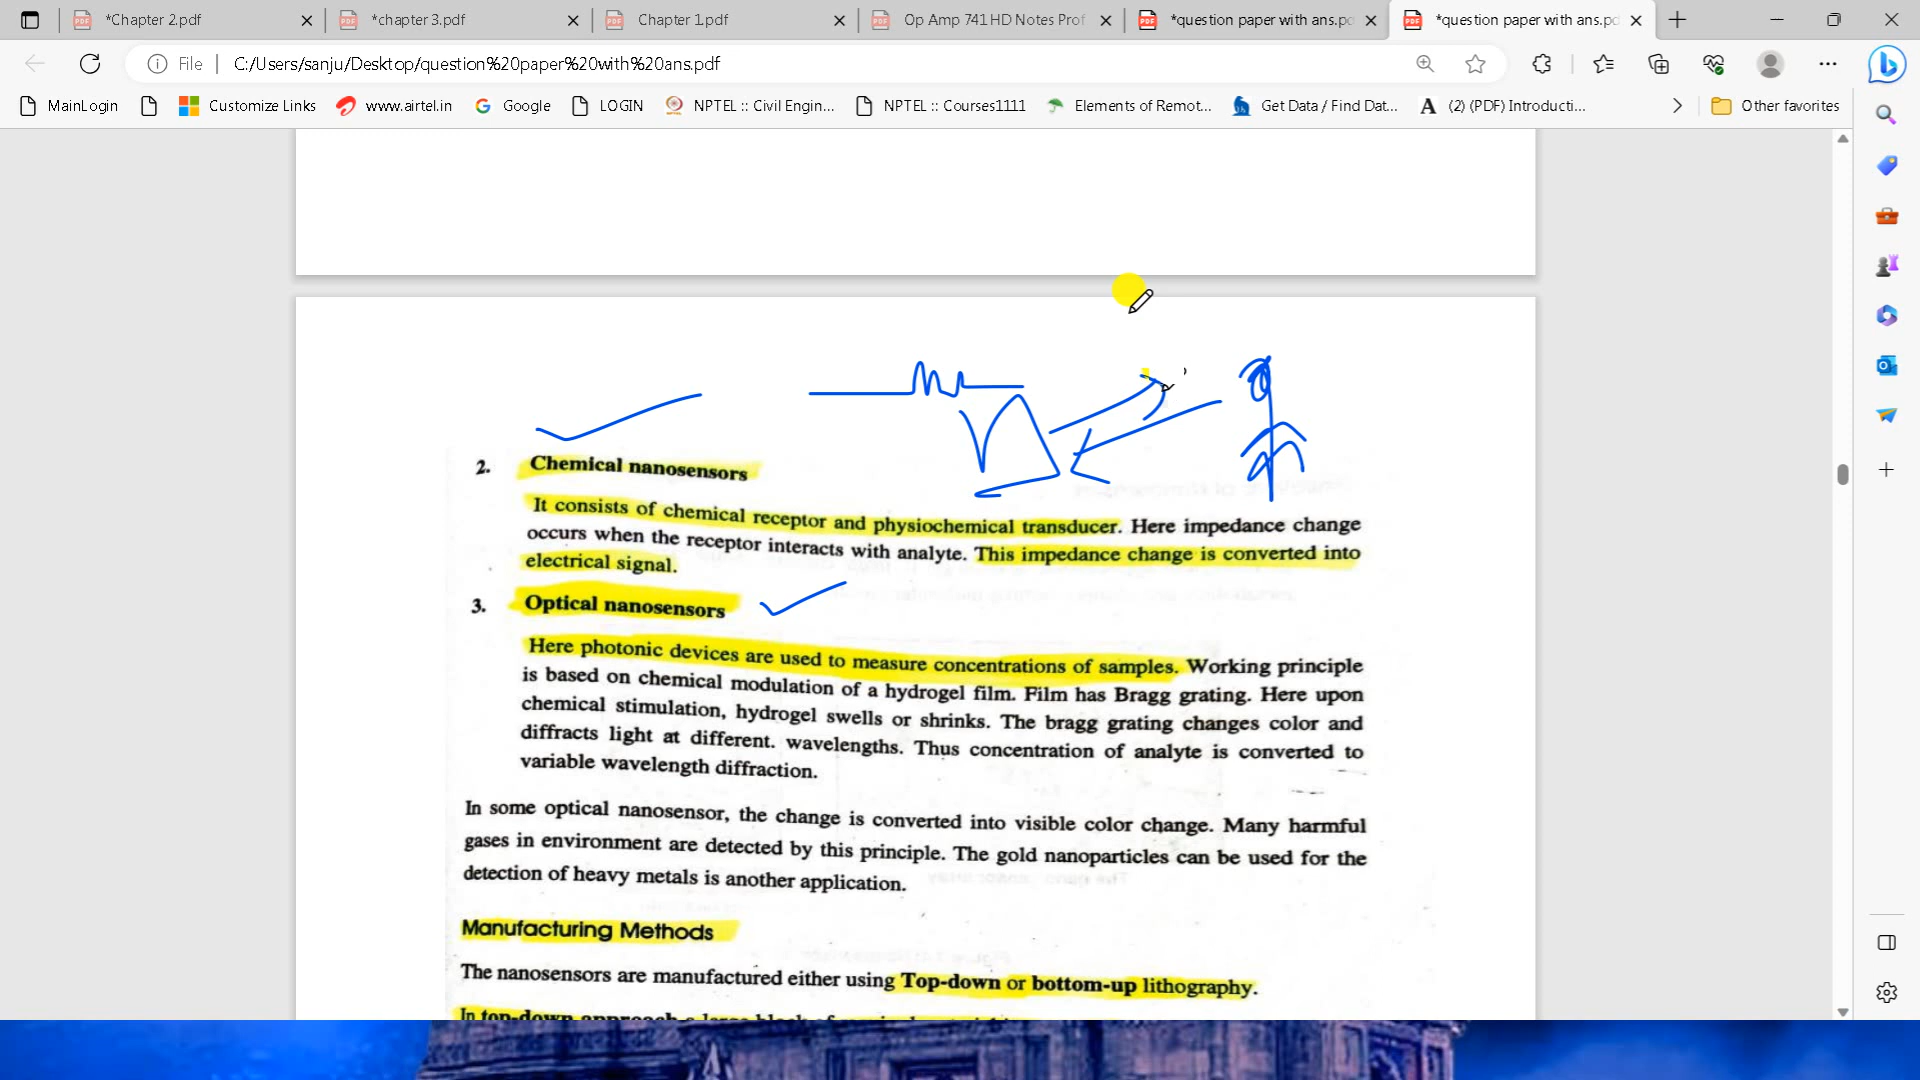 *Chapter 2.pdf
*chapter 3.pdf
Chapter 1.pdf
Op Amp 741 HD Notes Prof
*question paper with ans.pd
*question paper with ans.pd
File
C:/Users/sanju/Desktop/question%20paper%20with%20ans.pdf
MainLogin
Customize Links
www.airtel.in
Google
LOGIN
NPTEL :: Civil Engin...
NPTEL :: Courses1111
Elements of Remot...
Get Data / Find Dat...
(2) (PDF) Introducti...
Other favorites
2. Chemical nanosensors
It consists of chemical receptor and physiochemical transducer. Here impedance change
occurs when the receptor interacts with analyte. This impedance change is converted into
electrical signal.
3. Optical nanosensors
Here photonic devices are used to measure concentrations of samples. Working principle
is based on chemical modulation of a hydrogel film. Film has Bragg grating. Here upon
chemical stimulation, hydrogel swells or shrinks. The bragg grating changes color and
diffracts light at different. wavelengths. Thus concentration of analyte is converted to
variable wavelength diffraction.
In some optical nanosensor, the change is converted into visible color change. Many harmful
gases in environment are detected by this principle. The gold nanoparticles can be used for the
detection of heavy metals is another application.
Manufacturing Methods
The nanosensors are manufactured either using Top-down or bottom-up lithography.
In top-down approach a large block of